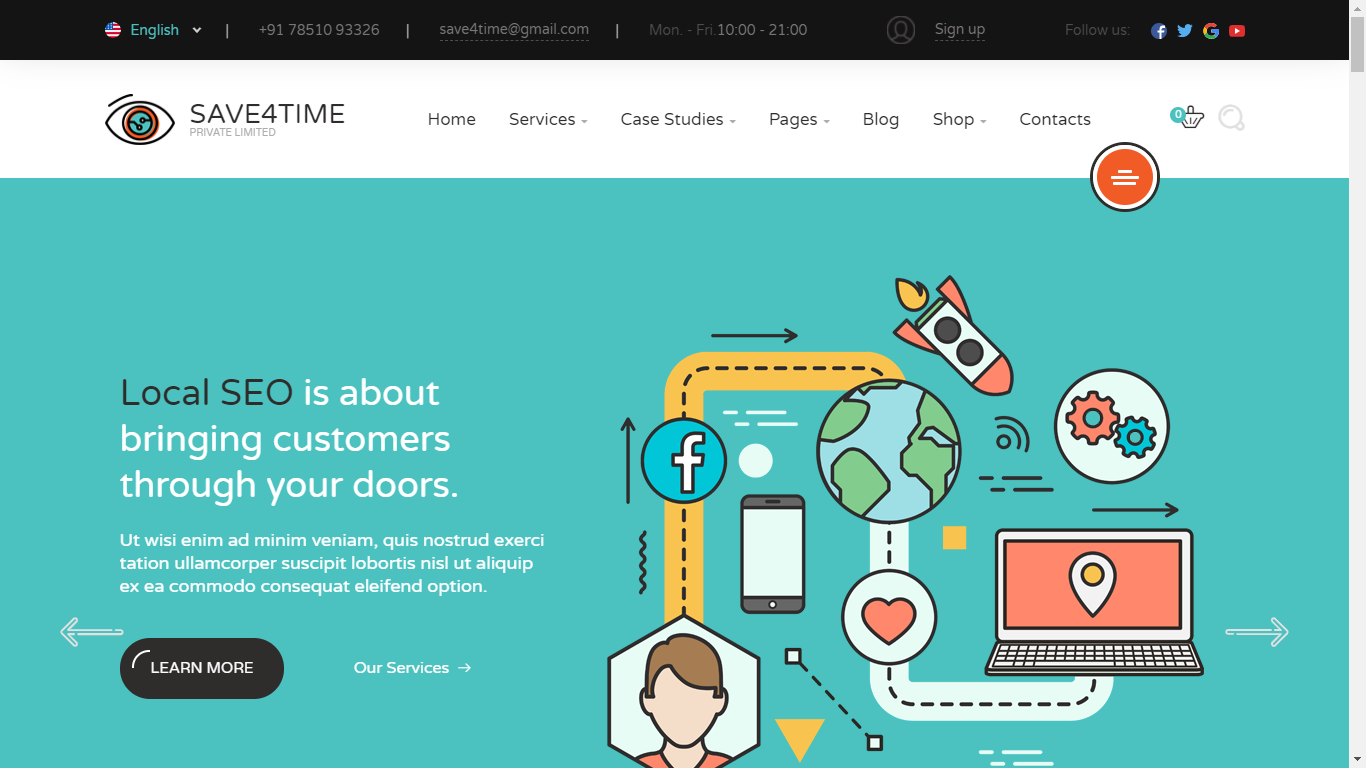 English | +91 78510 93326 | save4time@gmail.com | Mon. - Fri.10:00 - 21:00 Sign up Follow us:
SAVE4TIME
PRIVATE LIMITED
Home Services Case Studies Pages Blog Shop Contacts 0
Local SEO is about
bringing customers
through your doors.
Ut wisi enim ad minim veniam, quis nostrud exerci
tation ullamcorper suscipit lobortis nisl ut aliquip
ex ea commodo consequat eleifend option.
LEARN MORE Our Services →